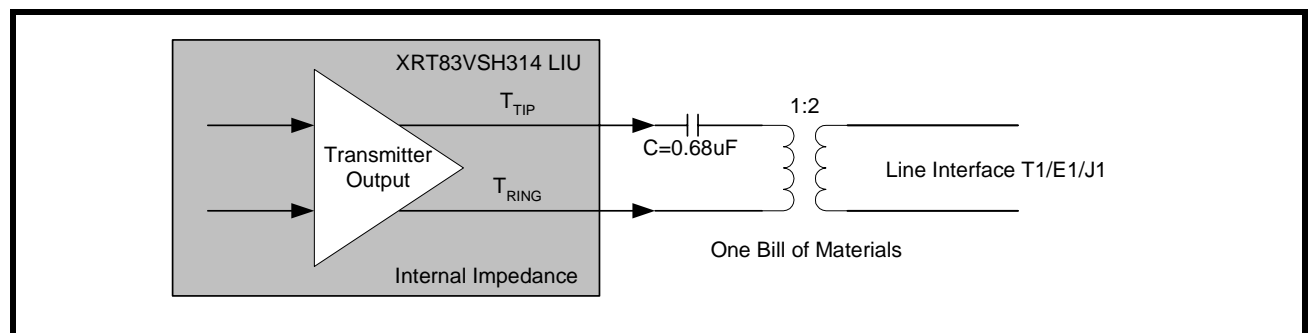 XRT83VSH314 LIU
TTIP
1:2
C=0.68uF
Transmitter
Output
Line Interface T1/E1/J1
TRING
One Bill of Materials
Internal Impedance